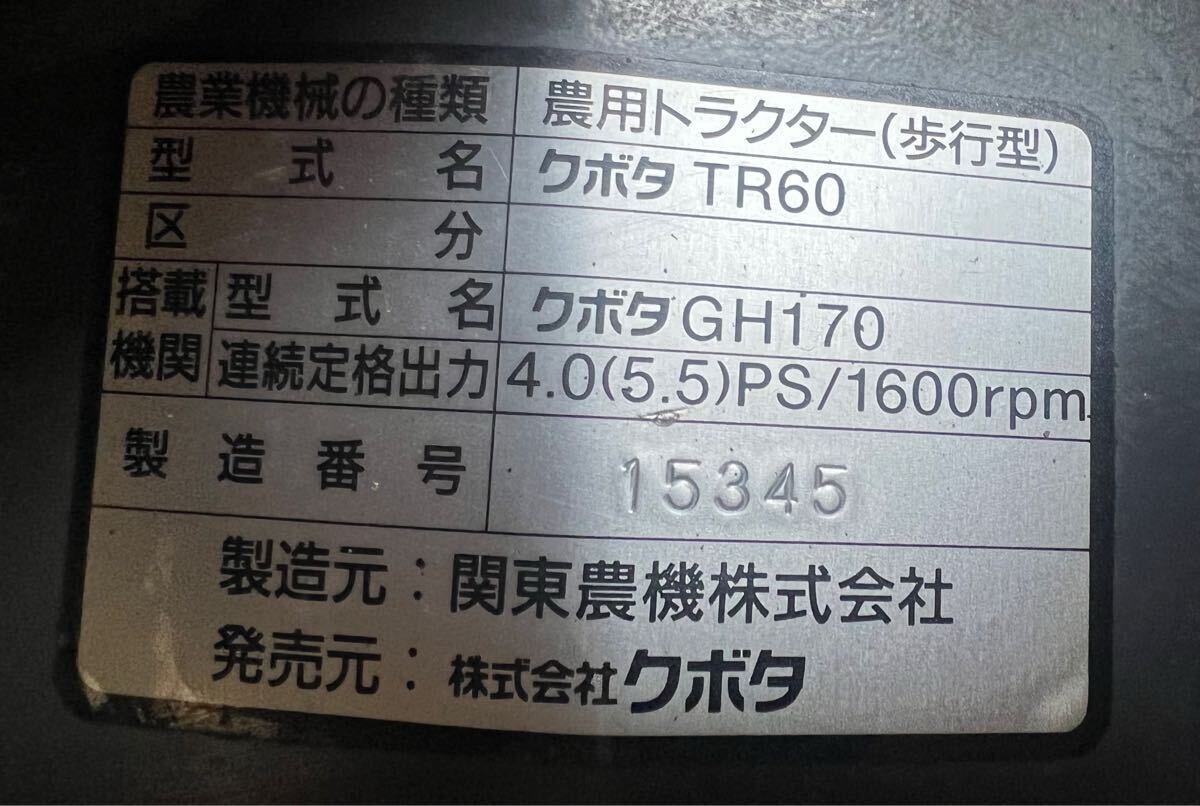 農業機械の種類 農用トラクター(歩行型)
型式名 クボタ TR60
区分
搭載機関 型式名 クボタ GH170
連続定格出力 4.0(5.5)PS/1600rpm
製造番号 15345
製造元：関東農機株式会社
発売元：株式会社クボタ